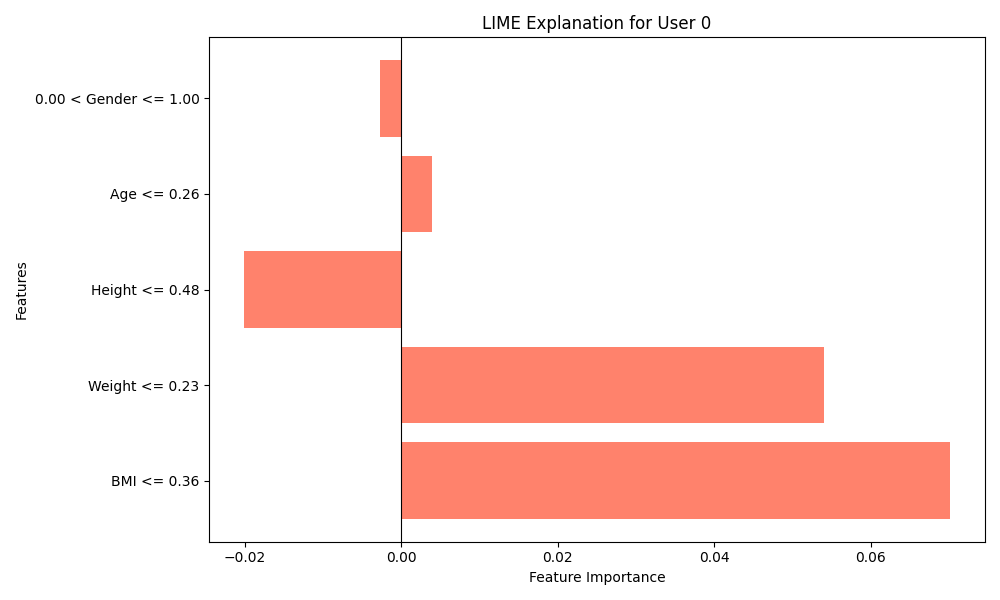 LIME Explanation for User 0
0.00 < Gender <= 1.00
Age <= 0.26
Height <= 0.48
Weight <= 0.23
BMI <= 0.36
Features
−0.02
0.00
0.02
0.04
0.06
Feature Importance